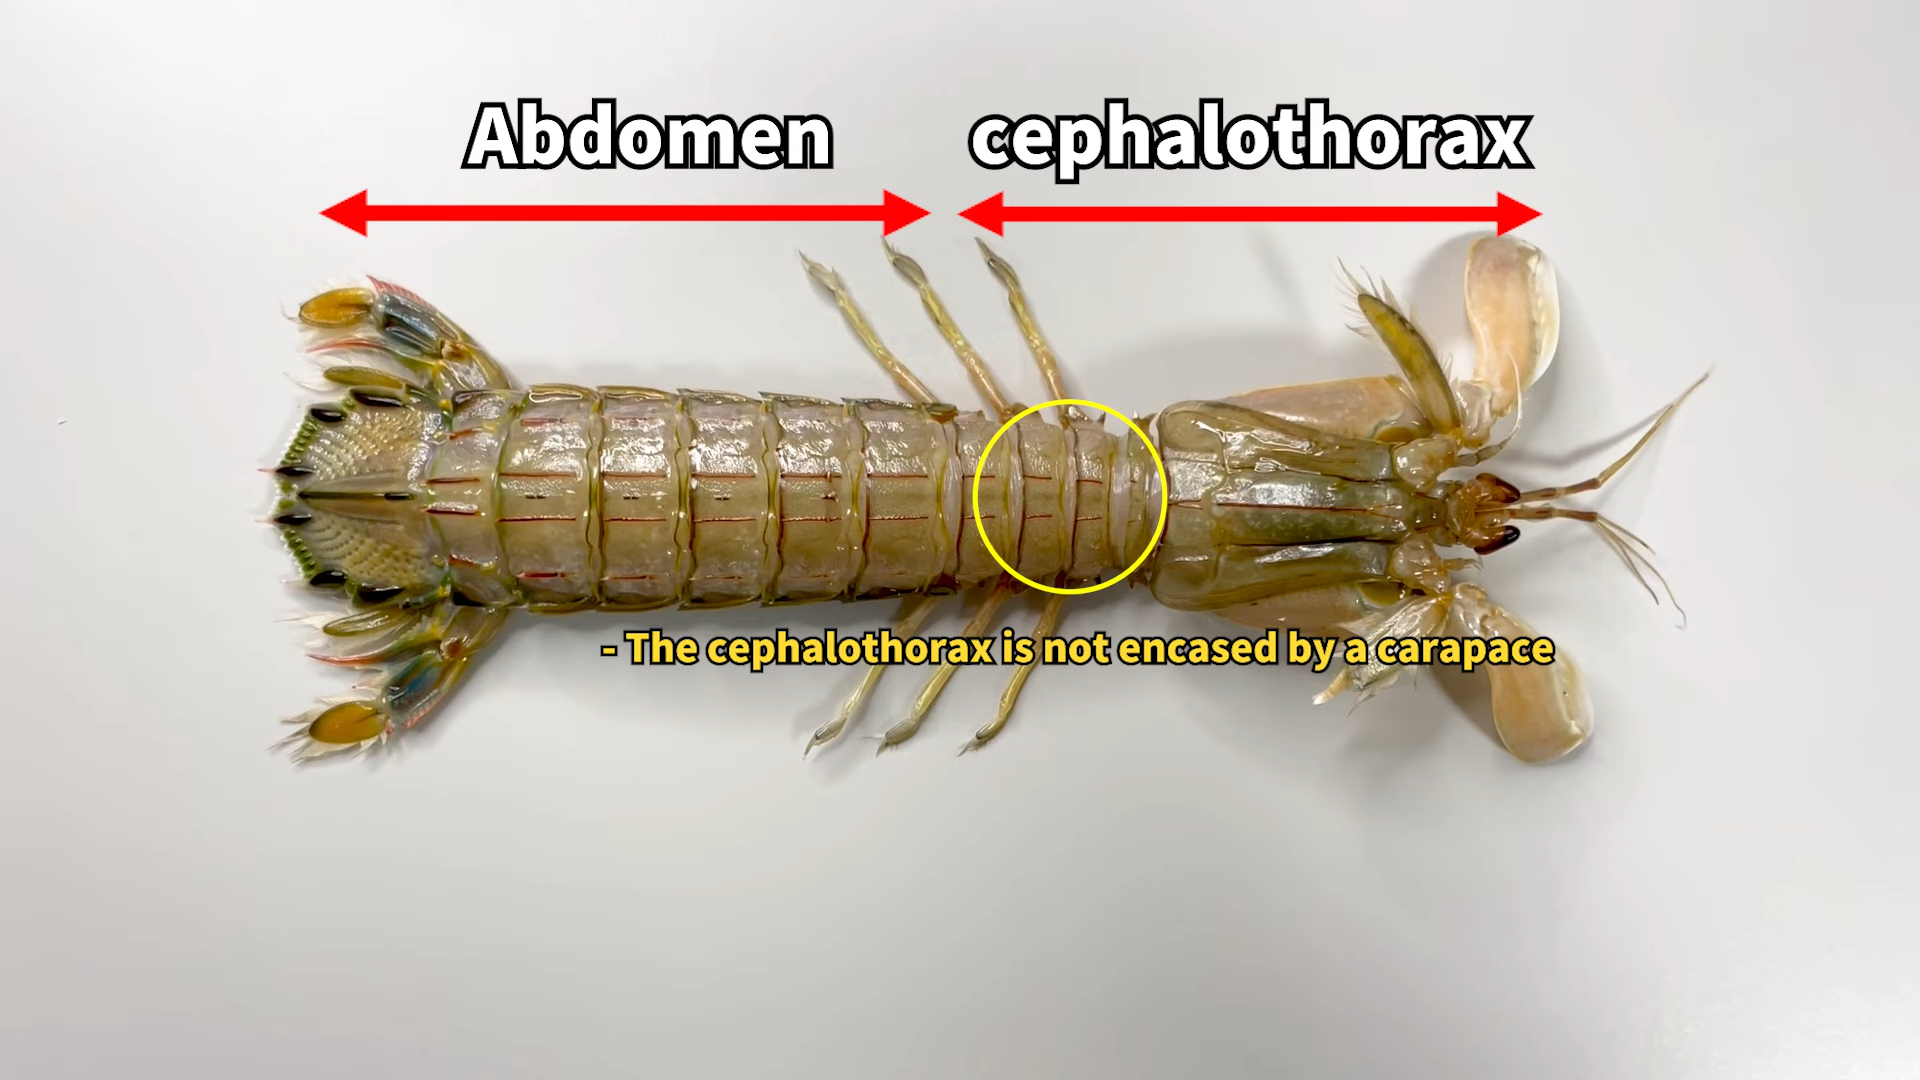 Abdomen cephalothorax
- The cephalothorax is not encased by a carapace